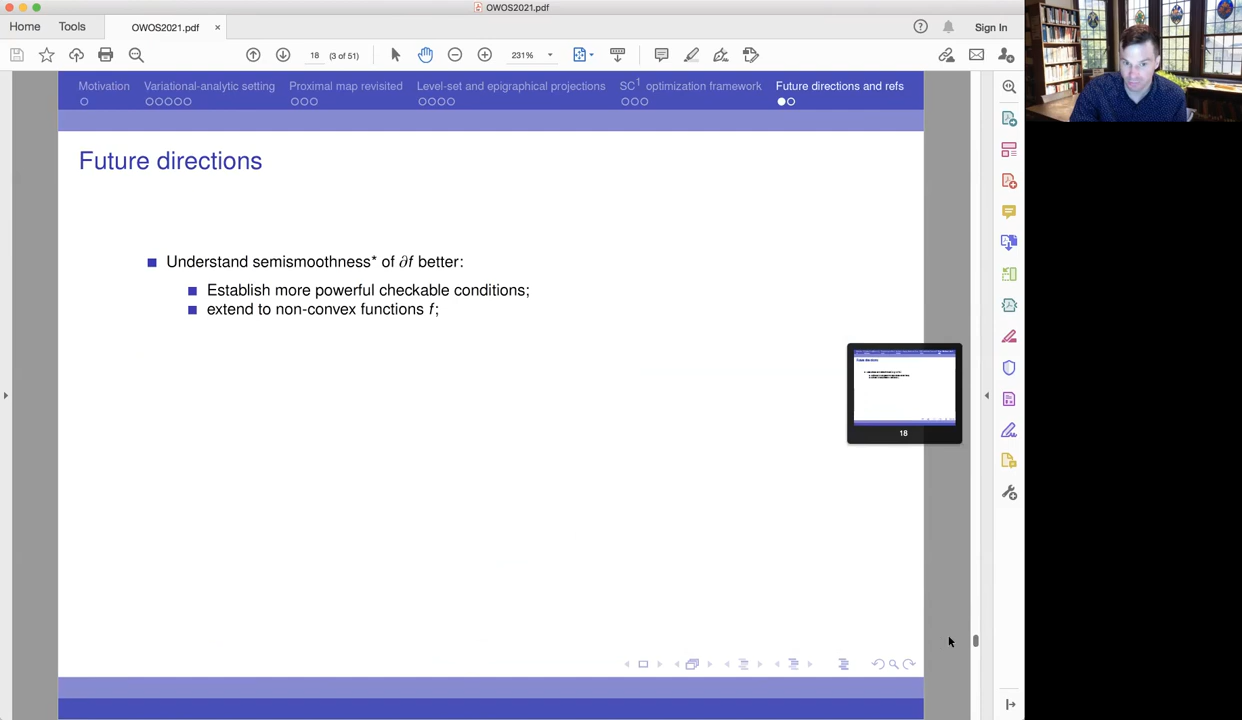 OWOS2021.pdf
Home
Tools
OWOS2021.pdf
Sign In
18
(3 of 51)
231%
Motivation
Variational-analytic setting
Proximal map revisited
Level-set and epigraphical projections
SC¹ optimization framework
Future directions and refs
Future directions
Understand semismoothness* of ∂f better:
Establish more powerful checkable conditions;
extend to non-convex functions f;
18